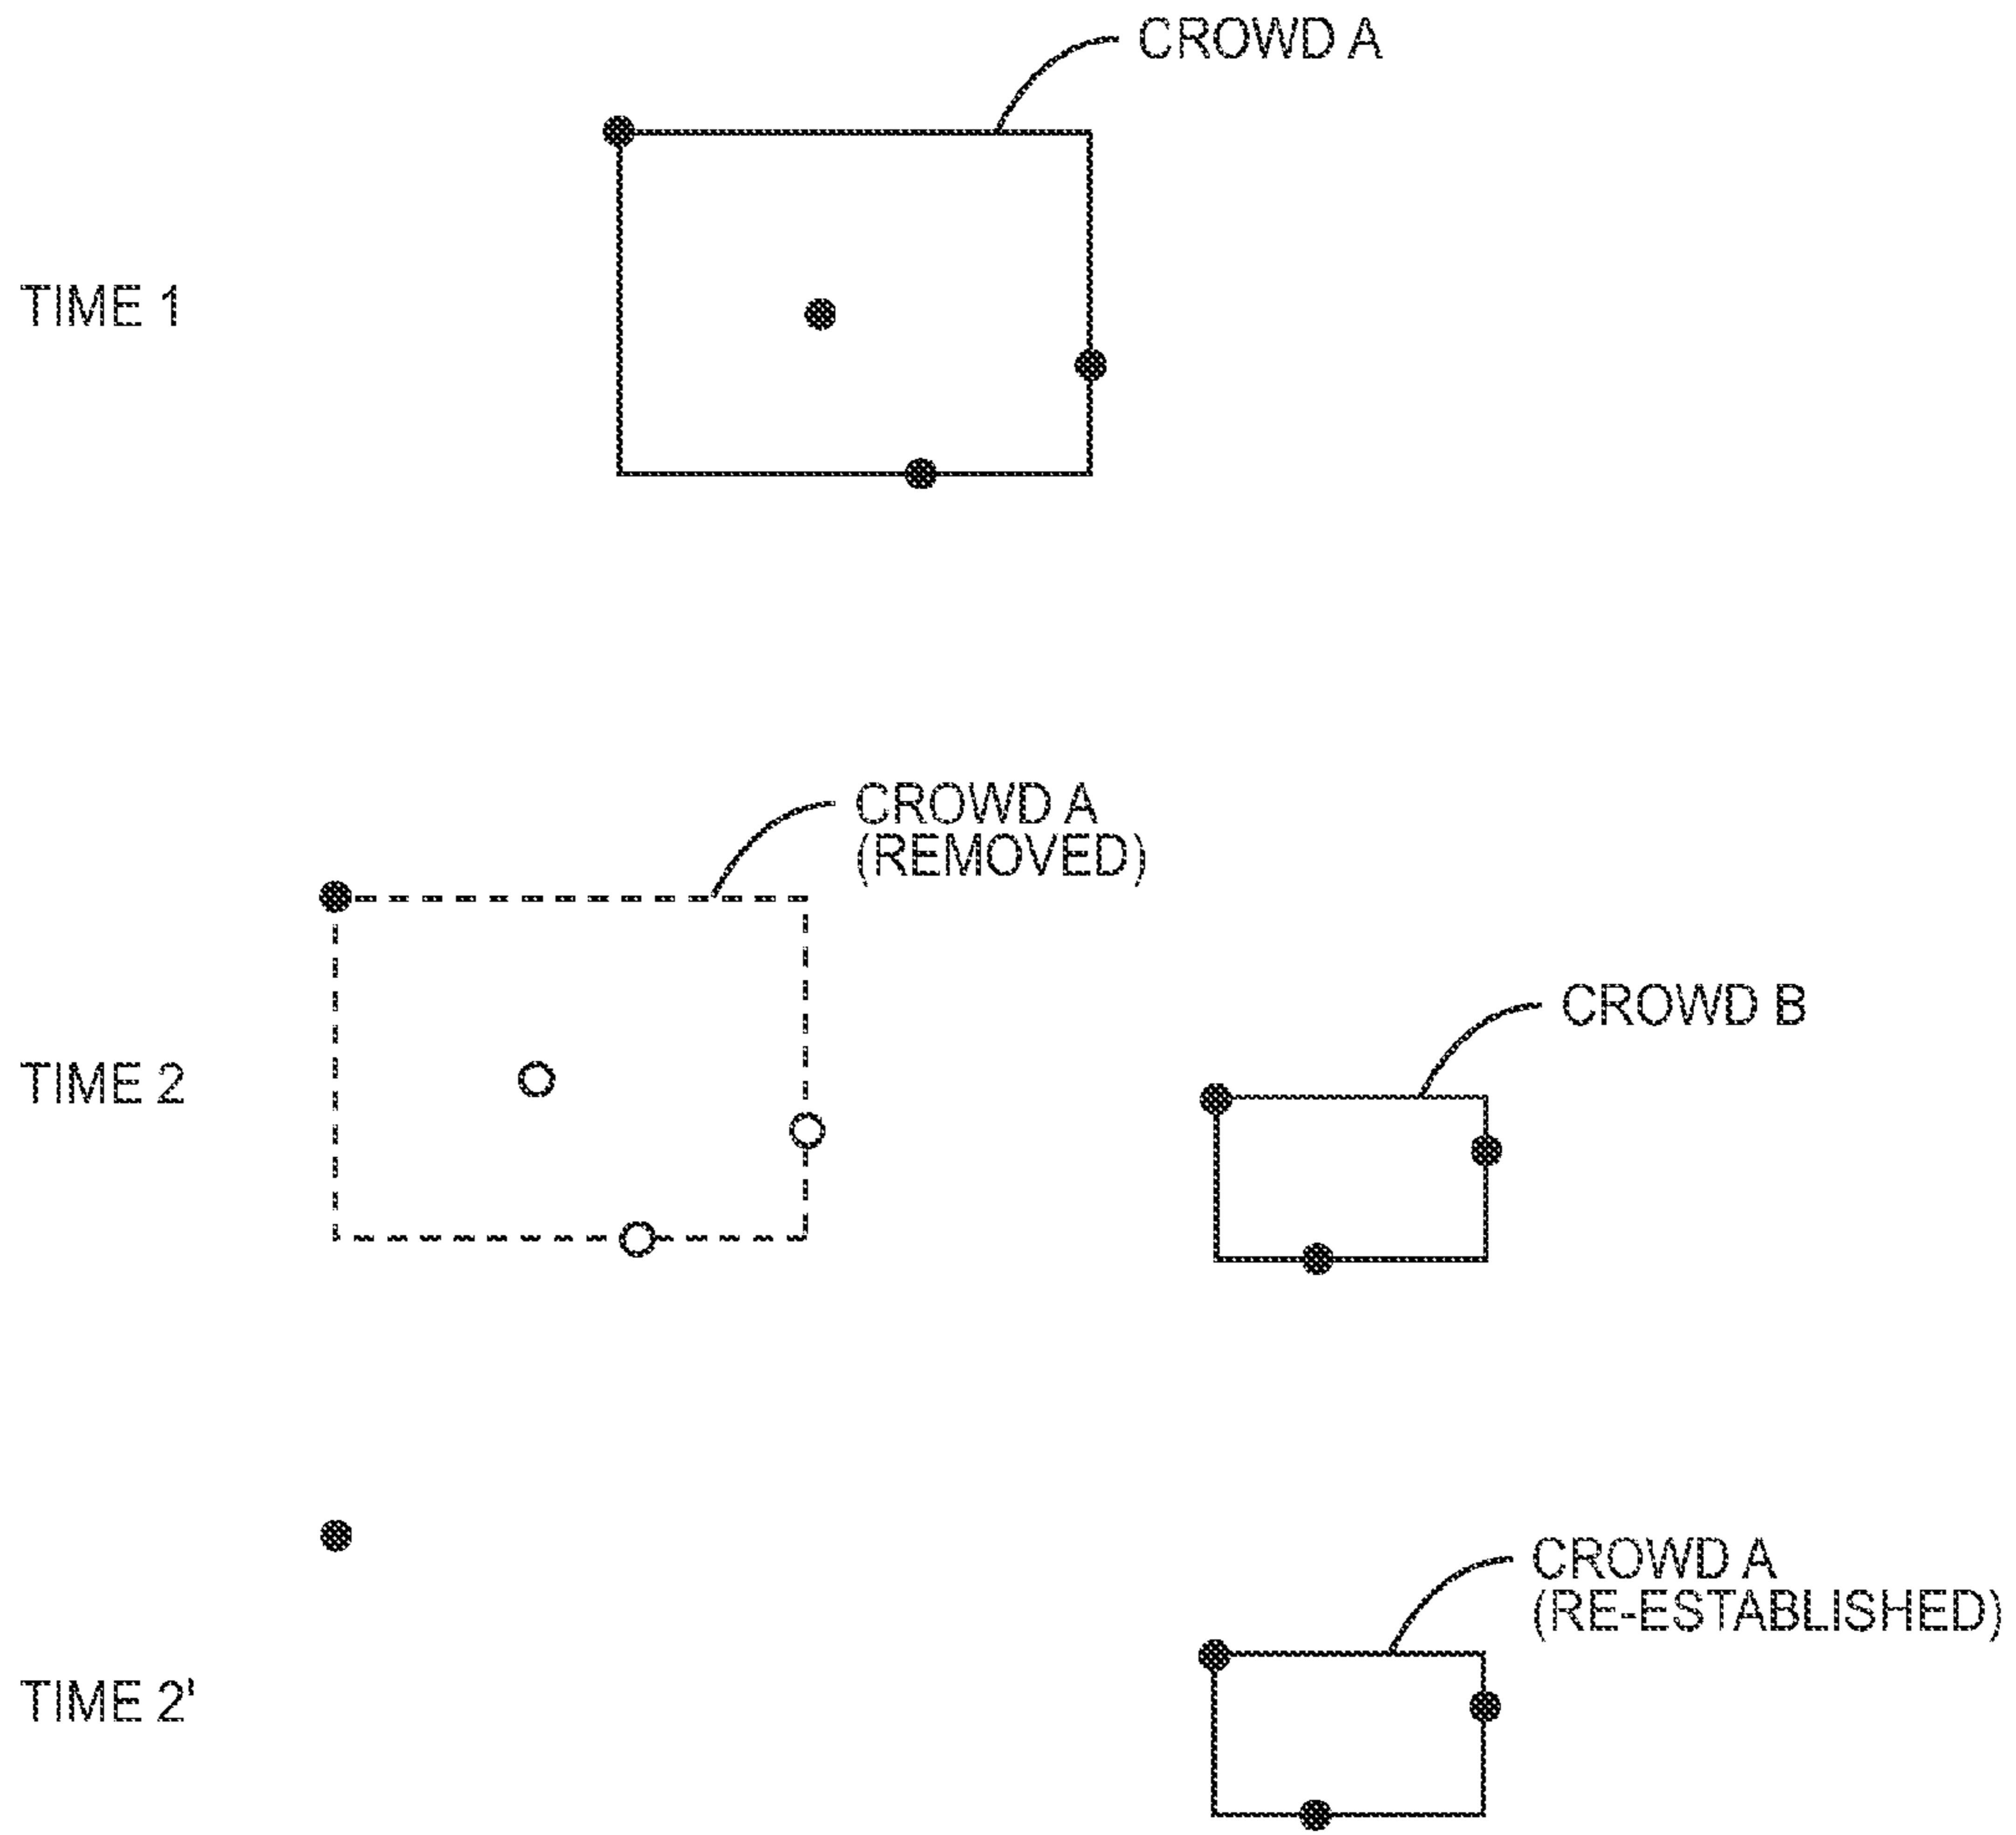 CROWD A
TIME 1
CROWD A
(REMOVED)
CROWD B
TIME 2
CROWD A
(RE-ESTABLISHED)
TIME 2'